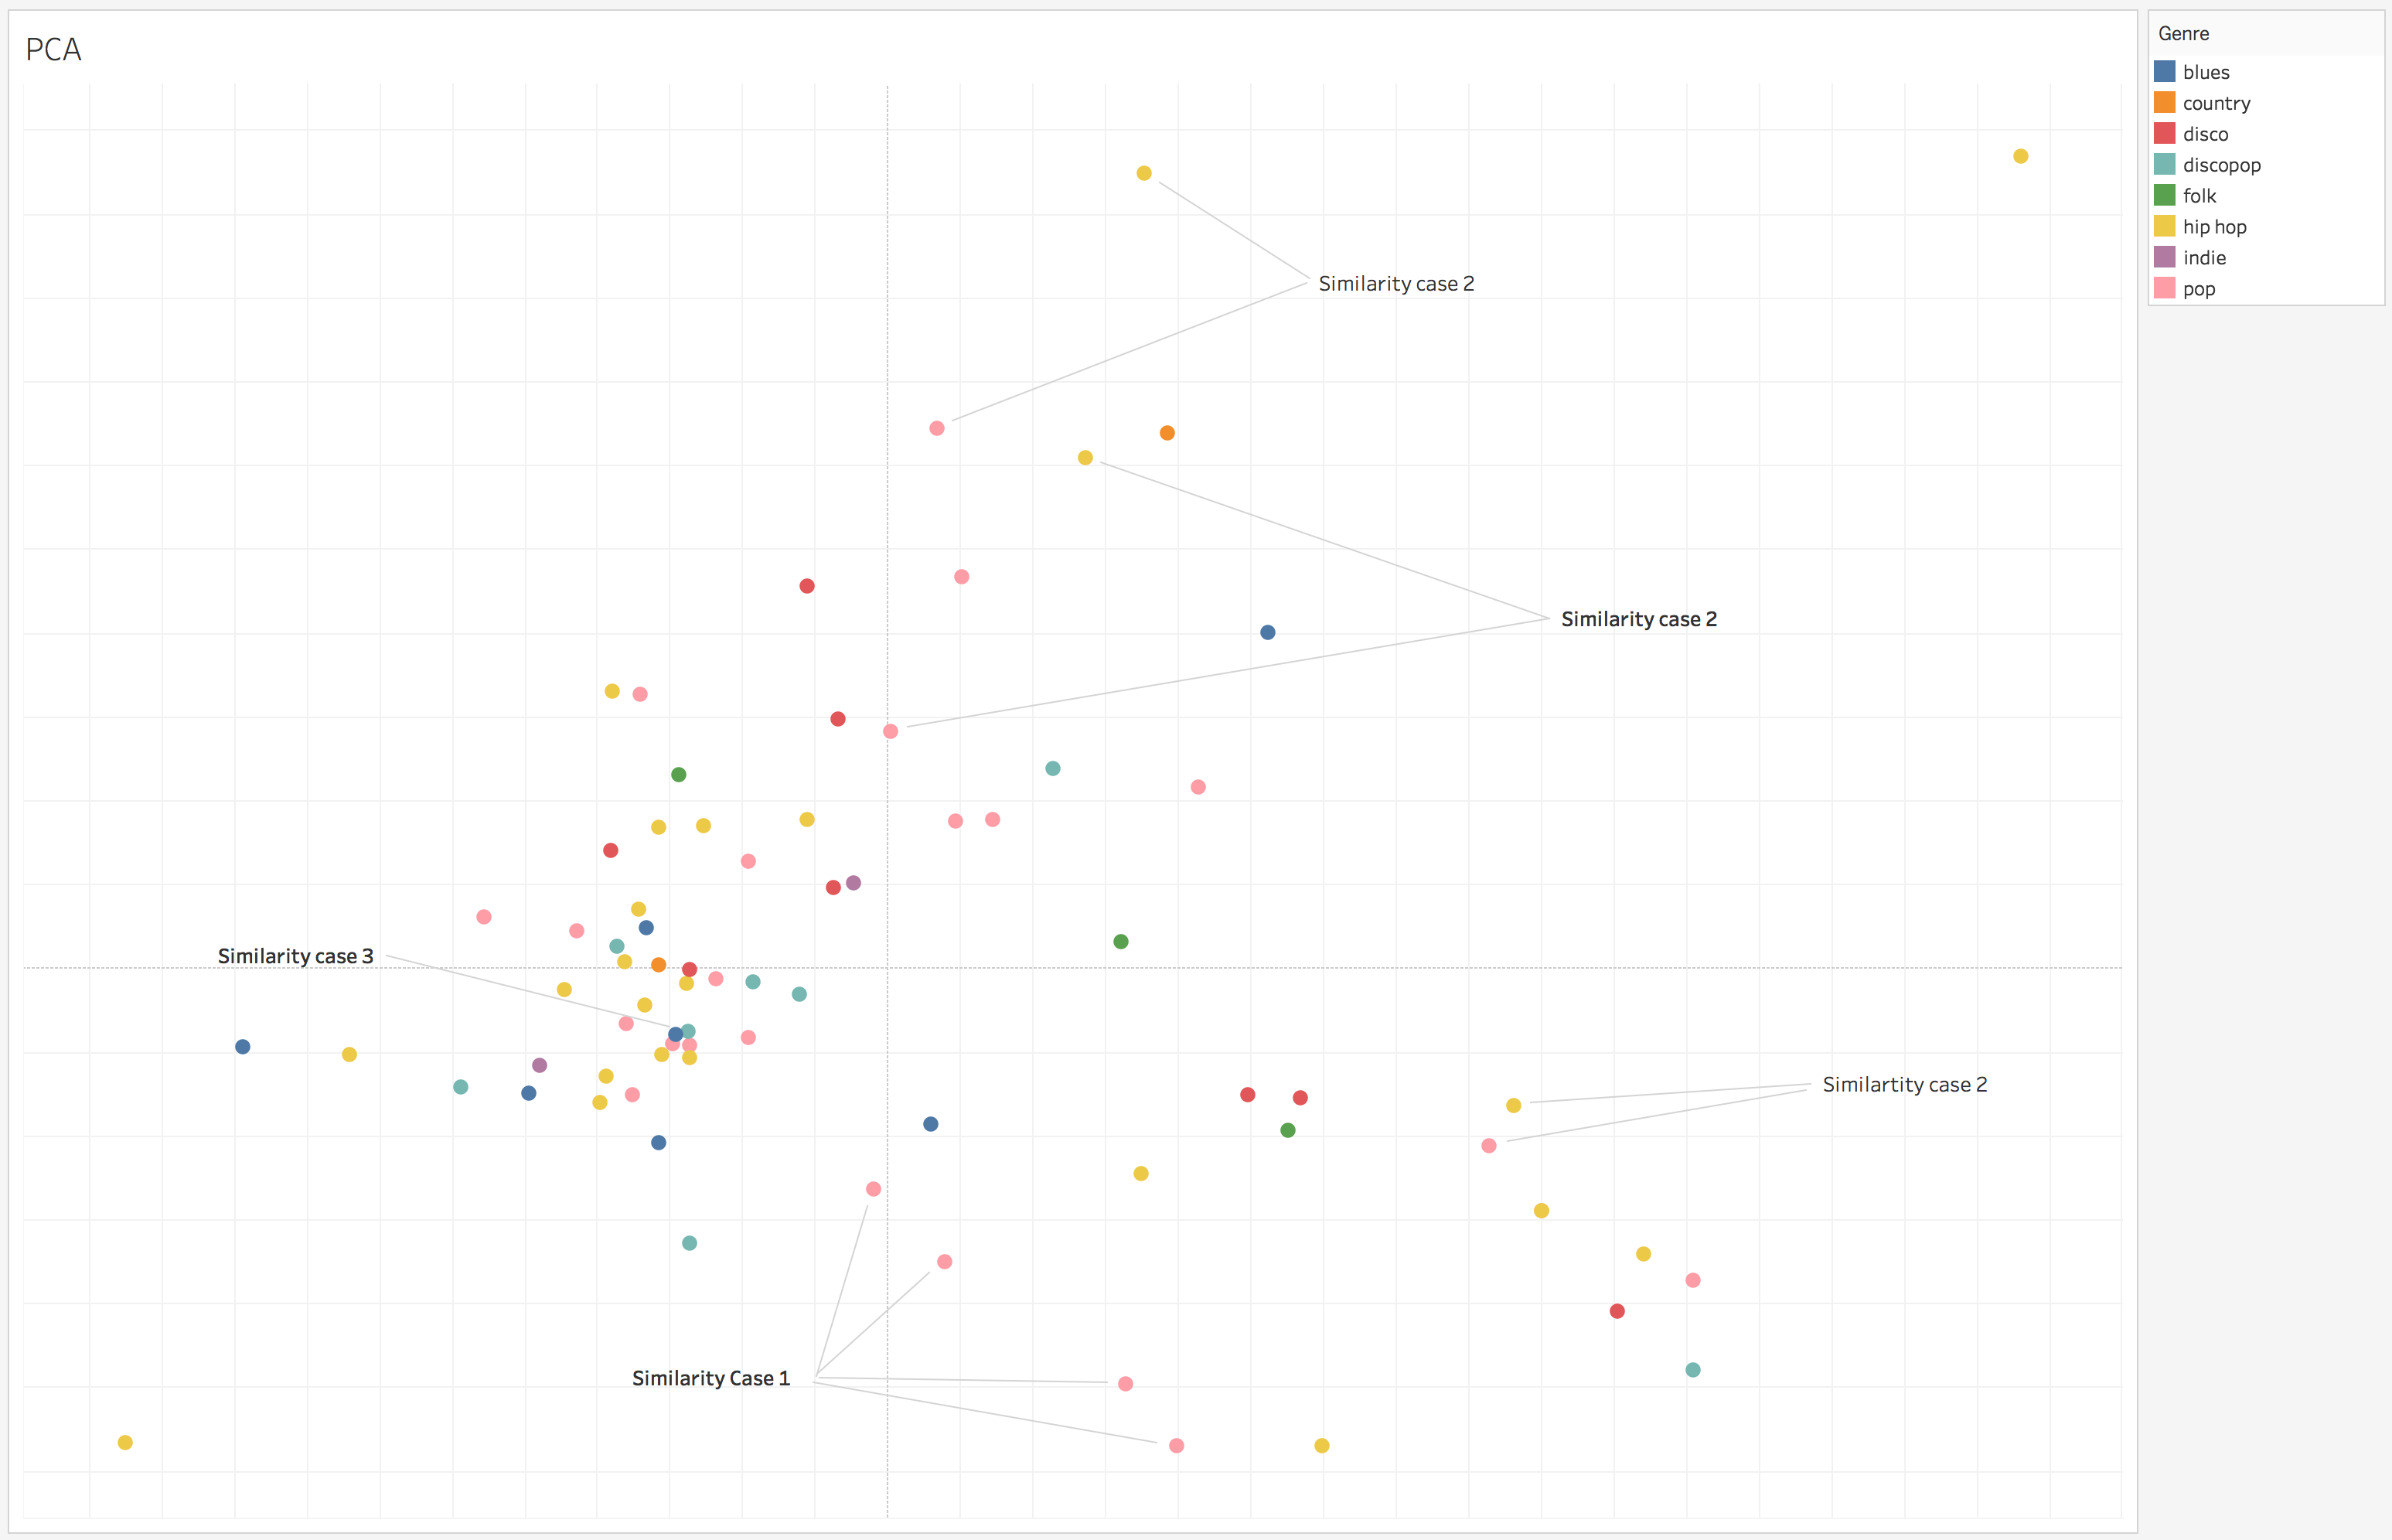 PCA
Genre
blues
country
disco
discopop
folk
hip hop
indie
pop
Similarity case 2
Similarity case 2
Similarity case 3
Similartity case 2
Similarity Case 1